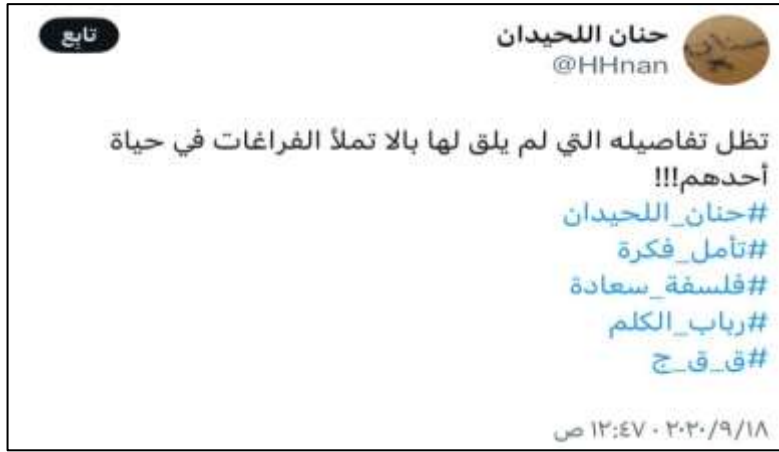 حنان اللحيدان
@HHnan
تابع
تظل تفاصيله التي لم يلق لها بالا تملأ الفراغات في حياة
أحدهم!!!
#حنان_اللحيدان
#تأمل_فكرة
#فلسفة_سعادة
#رباب_الكلم
#ق_ق_ج
٢٠٢٠/٩/١٨ · ١٢:٤٧ ص